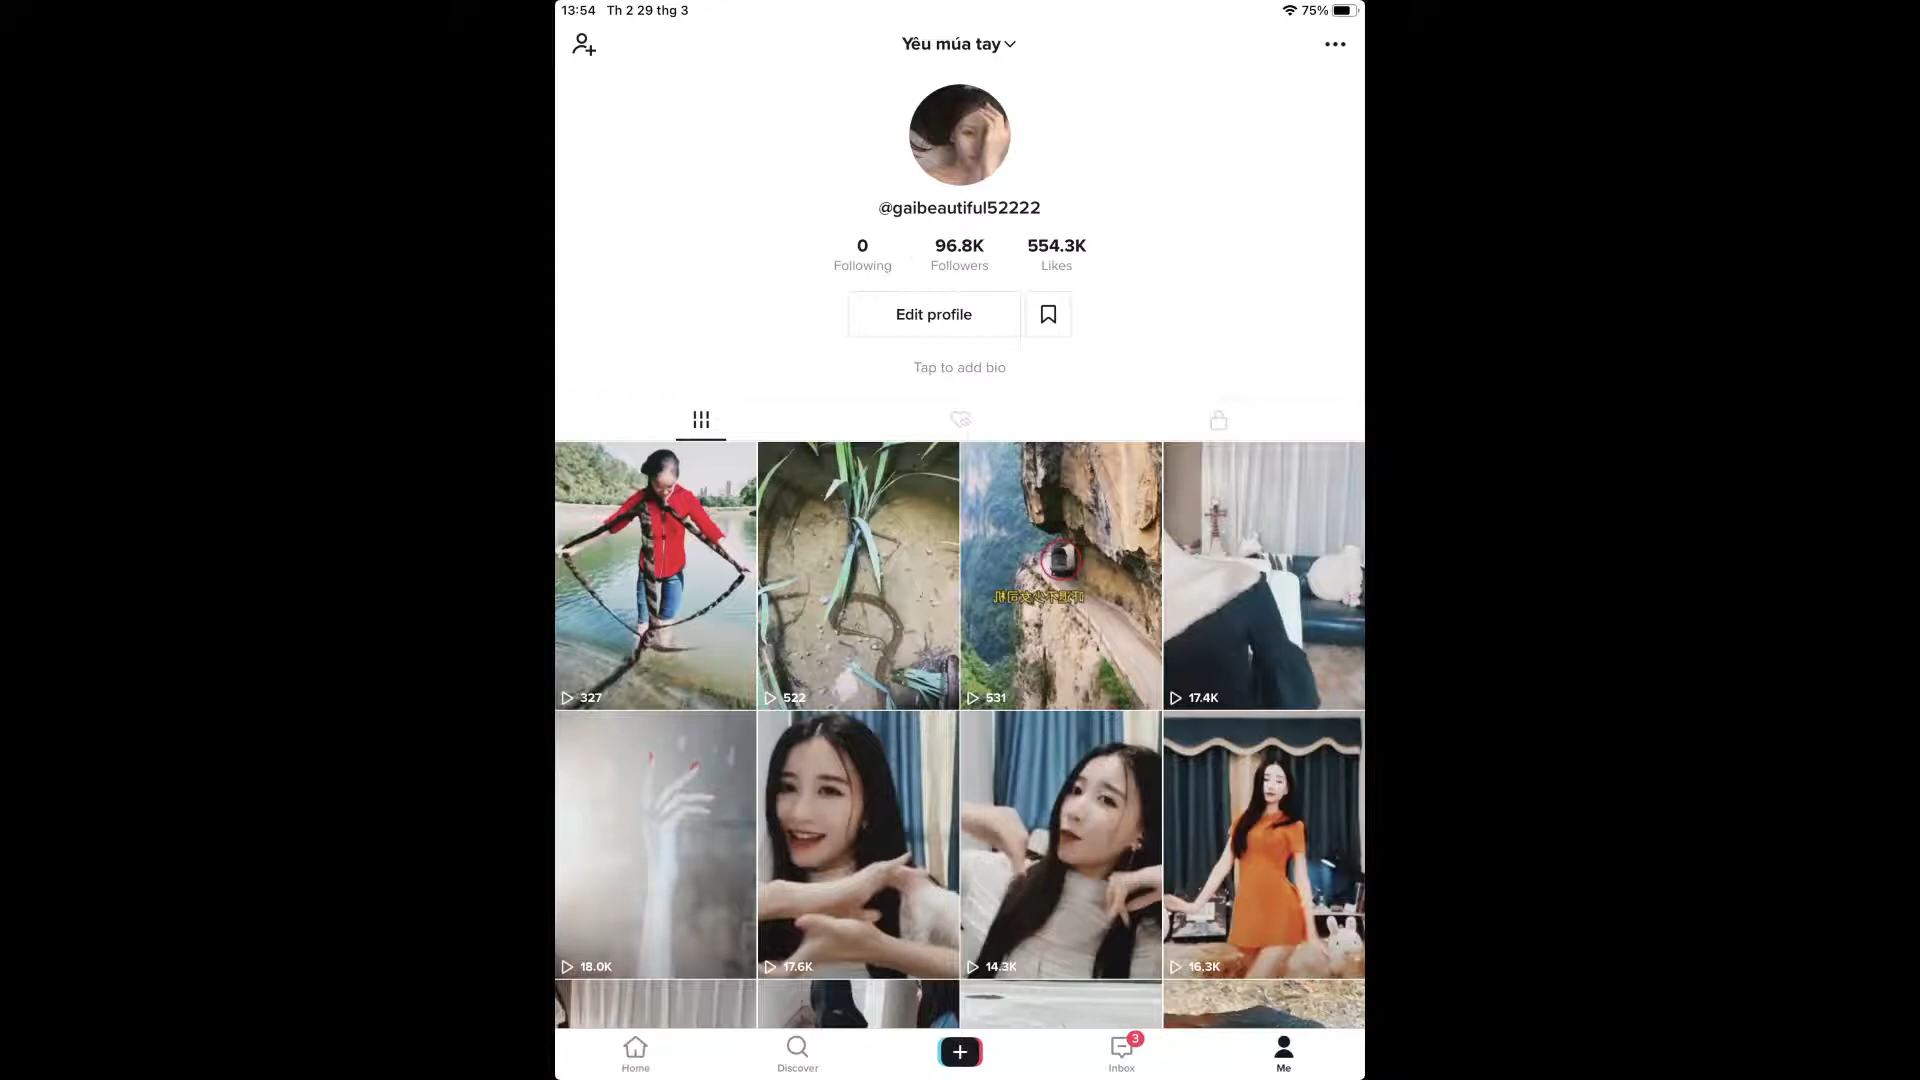 13:54 Th 2 29 thg 3
75%
Yêu múa tay
@gaibeautiful52222
0 96.8K 554.3K
Following Followers Likes
Edit profile
Tap to add bio
327 522 531 17.4K
18.0K 17.6K 14.3K 16.3K
3
Home Discover Inbox Me